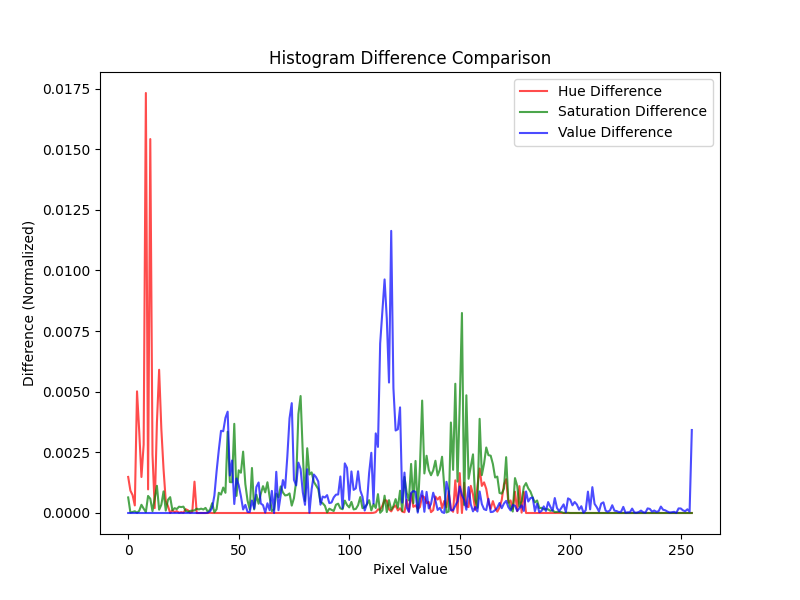 Histogram Difference Comparison
Hue Difference
Saturation Difference
Value Difference
Difference (Normalized)
0.0175
0.0150
0.0125
0.0100
0.0075
0.0050
0.0025
0.0000
0 50 100 150 200 250
Pixel Value